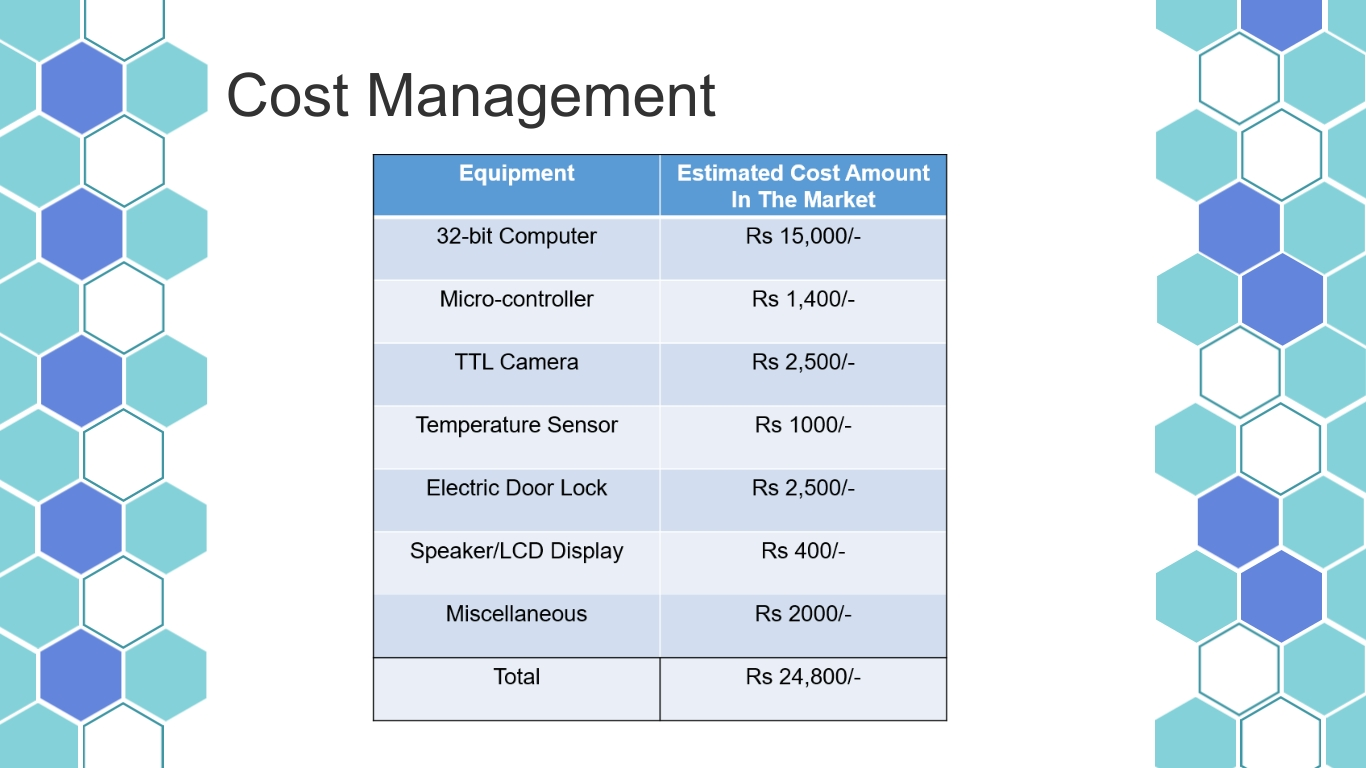 Cost Management
Equipment
Estimated Cost Amount
In The Market
32-bit Computer
Rs 15,000/-
Micro-controller
Rs 1,400/-
TTL Camera
Rs 2,500/-
Temperature Sensor
Rs 1000/-
Electric Door Lock
Rs 2,500/-
Speaker/LCD Display
Rs 400/-
Miscellaneous
Rs 2000/-
Total
Rs 24,800/-